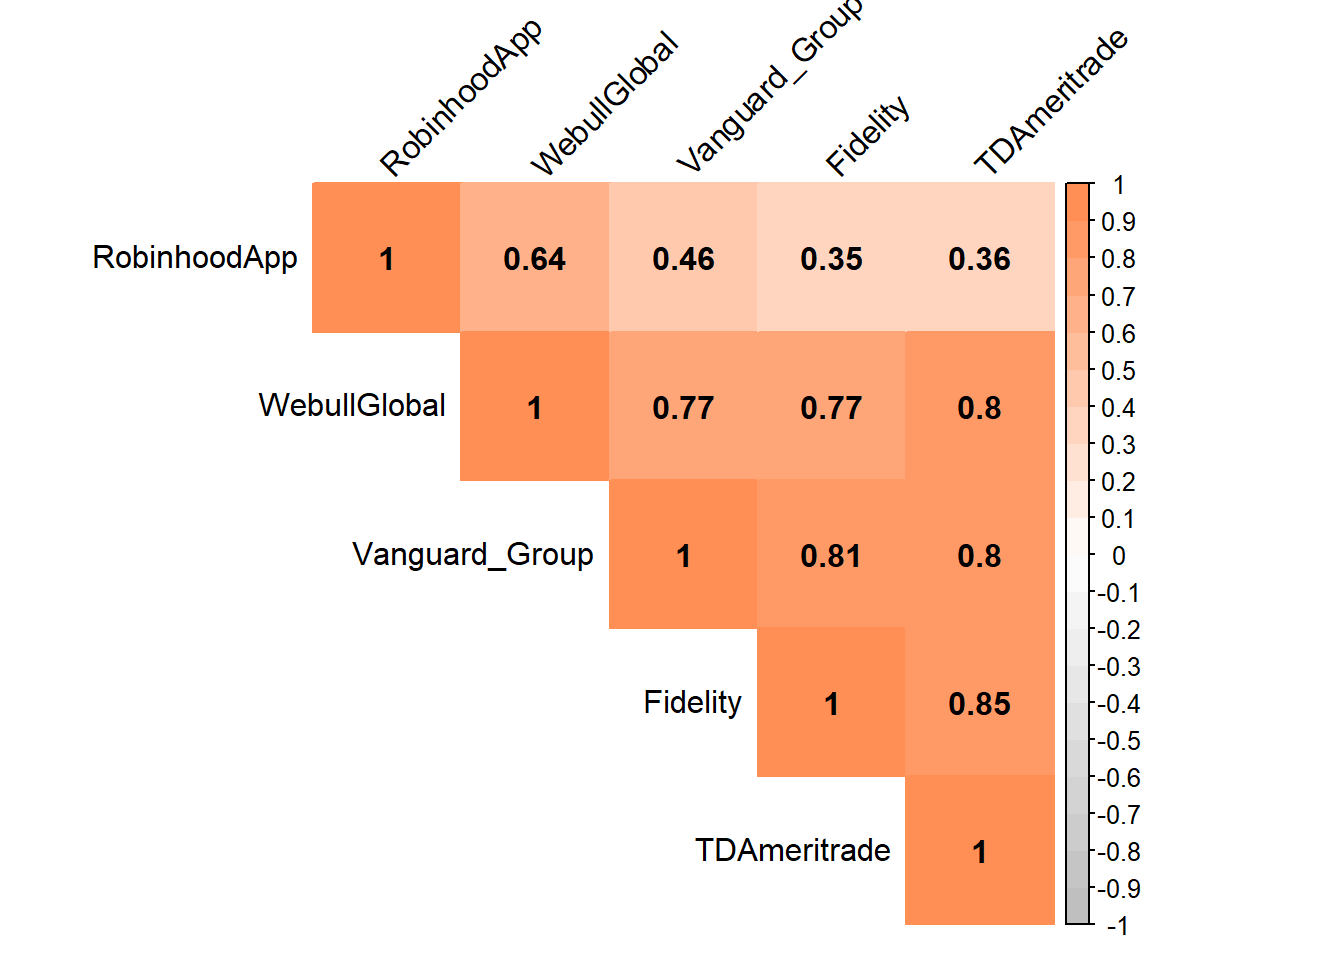 RobinhoodApp
WebullGlobal
Vanguard_Group
Fidelity
TDAmeritrade
RobinhoodApp 1 0.64 0.46 0.35 0.36
WebullGlobal 1 0.77 0.77 0.8
Vanguard_Group 1 0.81 0.8
Fidelity 1 0.85
TDAmeritrade 1
1
0.9
0.8
0.7
0.6
0.5
0.4
0.3
0.2
0.1
0
-0.1
-0.2
-0.3
-0.4
-0.5
-0.6
-0.7
-0.8
-0.9
-1